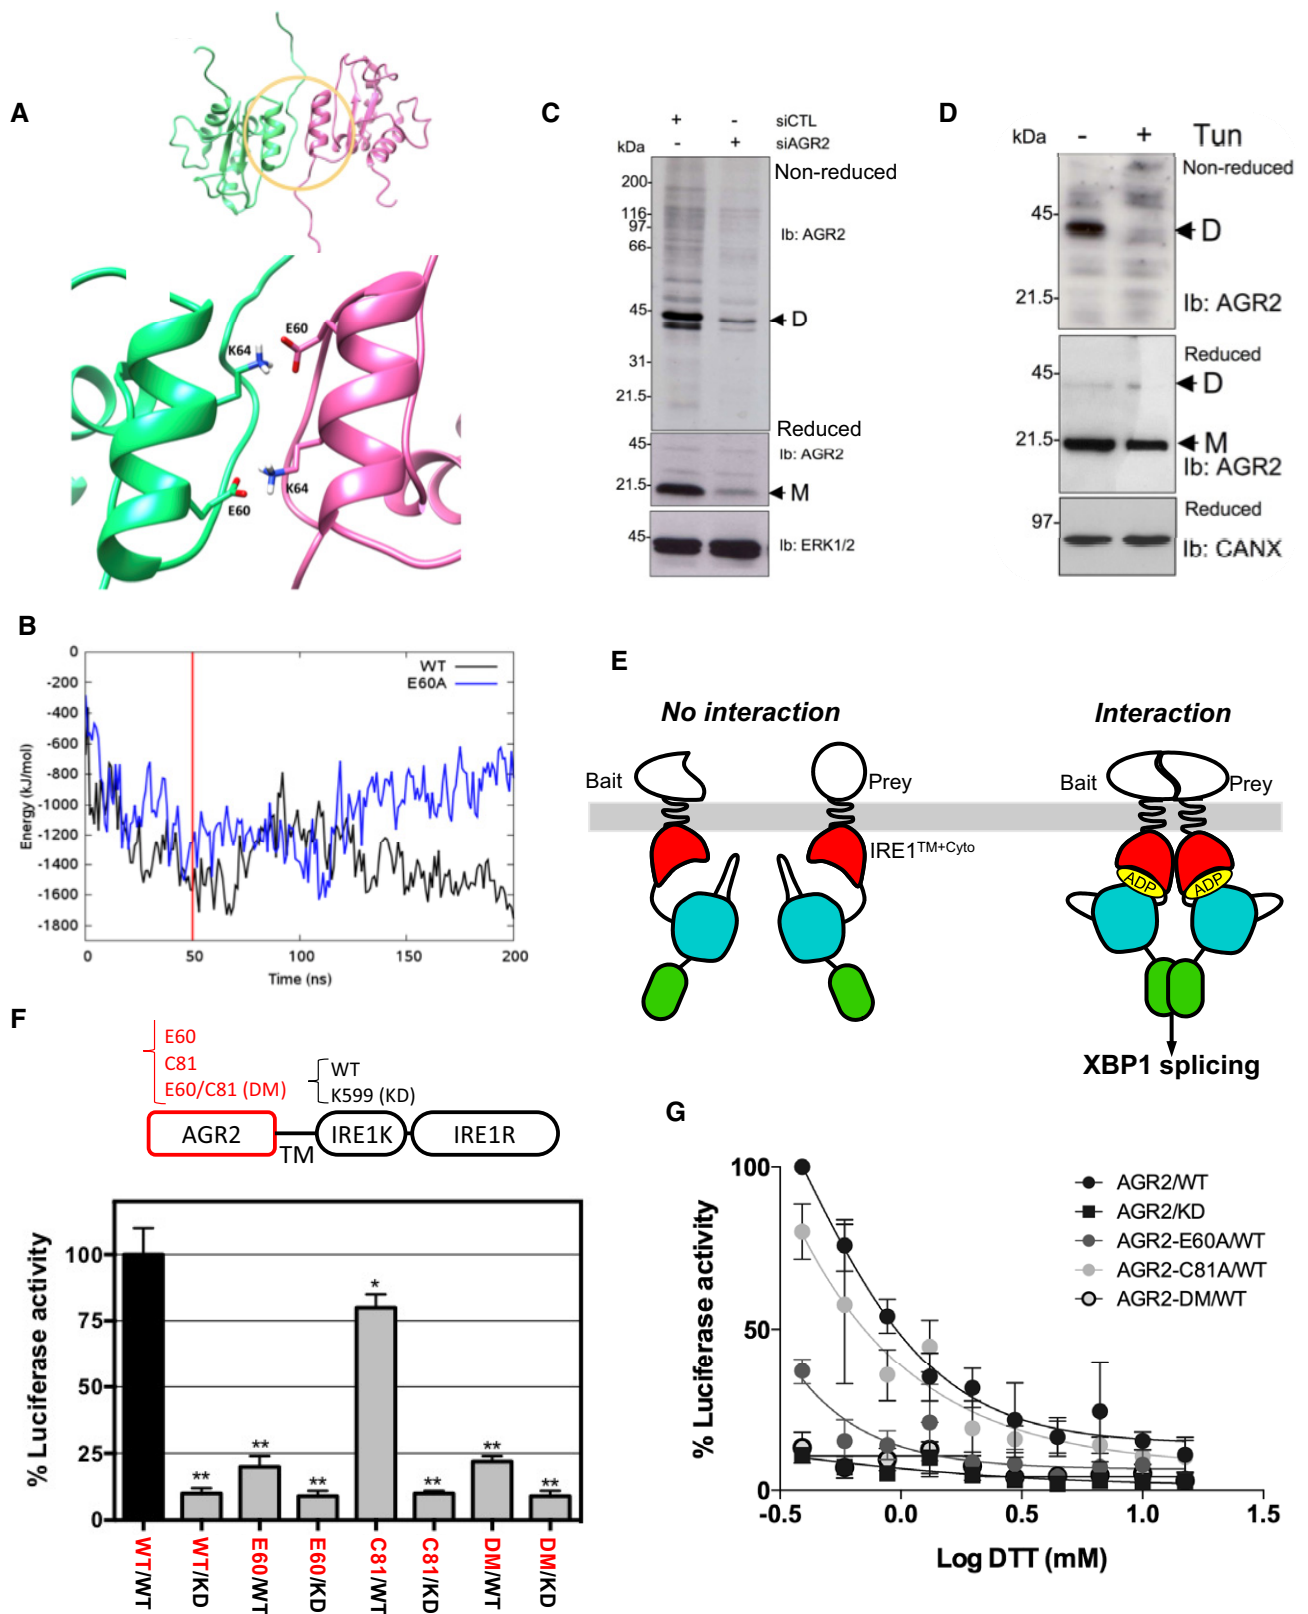 A
K64
E60
K64
E60
B
0
-200
-400
-600
-800
-1000
-1200
-1400
-1600
-1800
Energy (kJ/mol)
WT
E60A
0 50 100 150 200
Time (ns)
C
+ - siCTL
- + siAGR2
kDa
Non-reduced
200-
116-
97-
66-
45-
31-
21.5-
Ib: AGR2
D
Reduced
45-
Ib: AGR2
21.5-
M
45-
Ib: ERK1/2
D
kDa - + Tun
Non-reduced
45-
D
21.5-
Ib: AGR2
Reduced
45-
D
21.5-
M
Ib: AGR2
Reduced
97-
Ib: CANX
E
No interaction
Interaction
Bait
Prey
Bait
Prey
IRE1TM+Cyto
ADP
ADP
XBP1 splicing
F
E60
C81
E60/C81 (DM)
WT
K599 (KD)
AGR2
TM
IRE1K
IRE1R
% Luciferase activity
100
75
50
25
0
**
**
**
*
**
**
**
WT/WT
WT/KD
E60/WT
E60/KD
C81/WT
C81/KD
DM/WT
DM/KD
G
% Luciferase activity
100
50
0
AGR2/WT
AGR2/KD
AGR2-E60A/WT
AGR2-C81A/WT
AGR2-DM/WT
-0.5 0.0 0.5 1.0 1.5
Log DTT (mM)